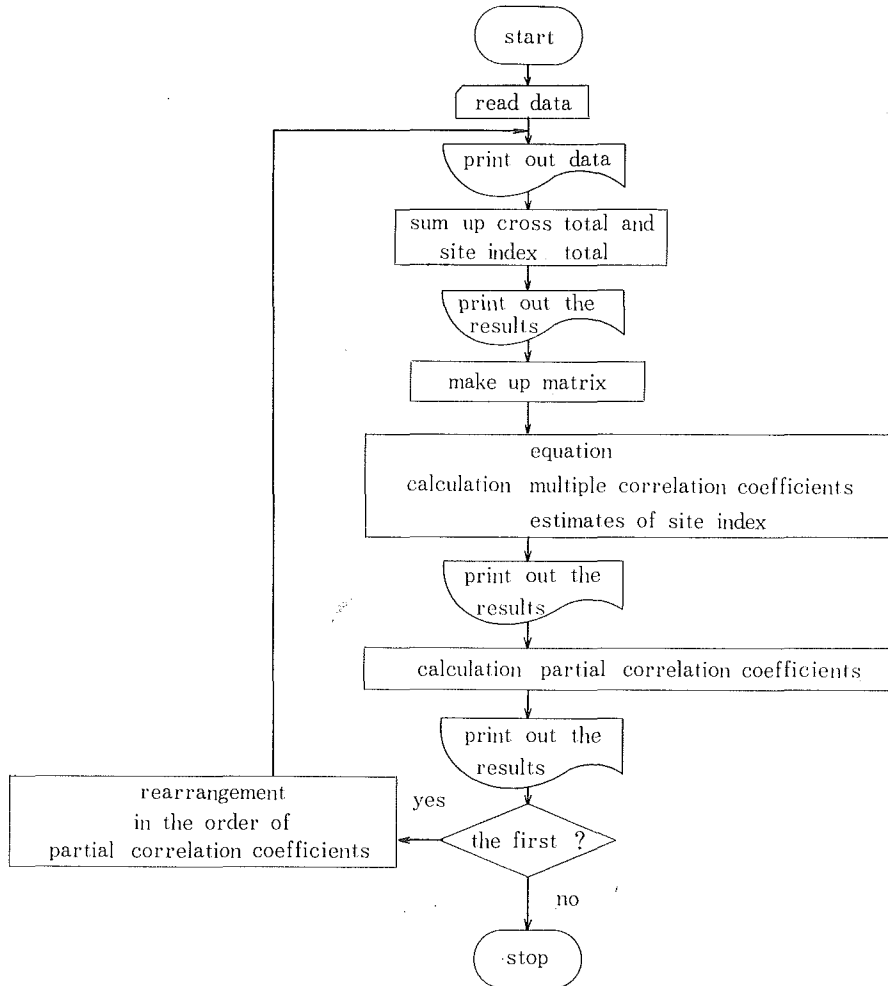 start
read data
print out data
sum up cross total and
site index total
print out the
results
make up matrix
equation
calculation multiple correlation coefficients
estimates of site index
print out the
results
calculation partial correlation coefficients
print out the
results
yes
the first ?
rearrangement
in the order of
partial correlation coefficients
no
stop